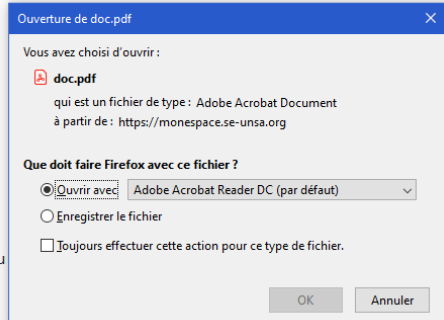 Ouverture de doc.pdf
Vous avez choisi d'ouvrir :
doc.pdf
qui est un fichier de type : Adobe Acrobat Document
à partir de : https://monespace.se-unsa.org
Que doit faire Firefox avec ce fichier ?
Ouvrir avec Adobe Acrobat Reader DC (par défaut)
Enregistrer le fichier
Toujours effectuer cette action pour ce type de fichier.
u
OK Annuler